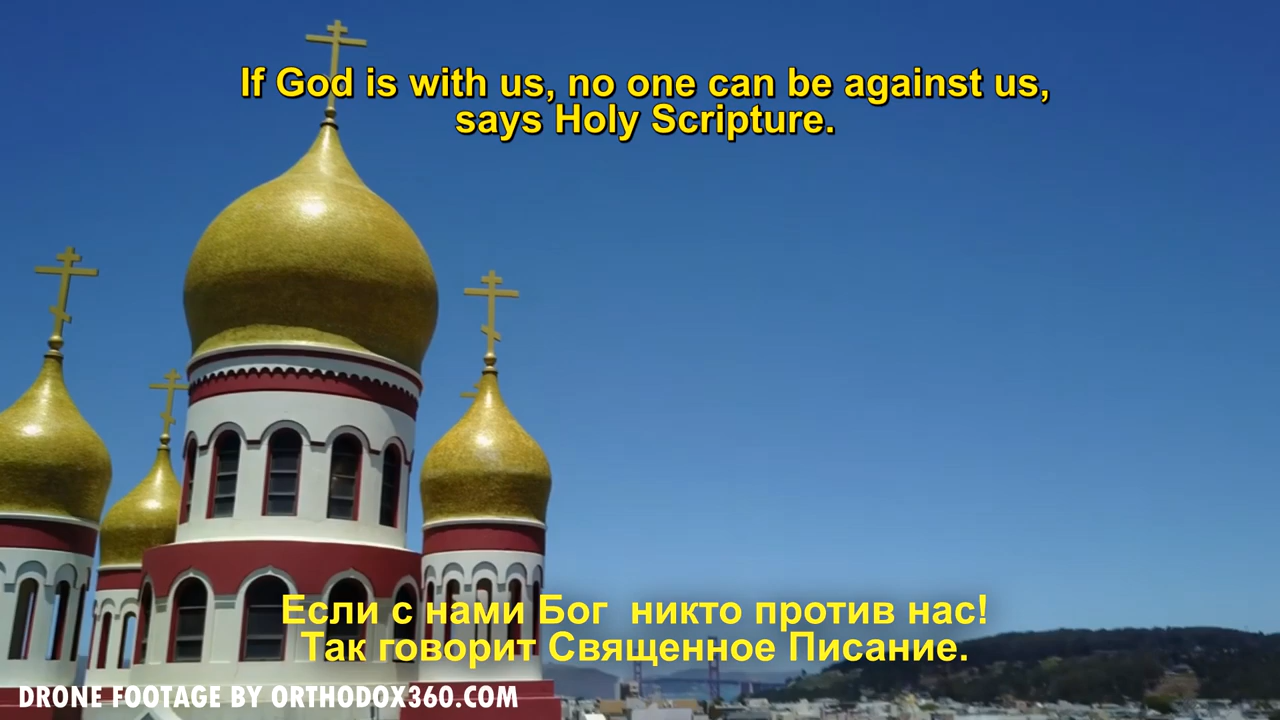 If God is with us, no one can be against us,
says Holy Scripture.
Если с нами Бог  никто против нас!
Так говорит Священное Писание.
DRONE FOOTAGE BY ORTHODOX360.COM